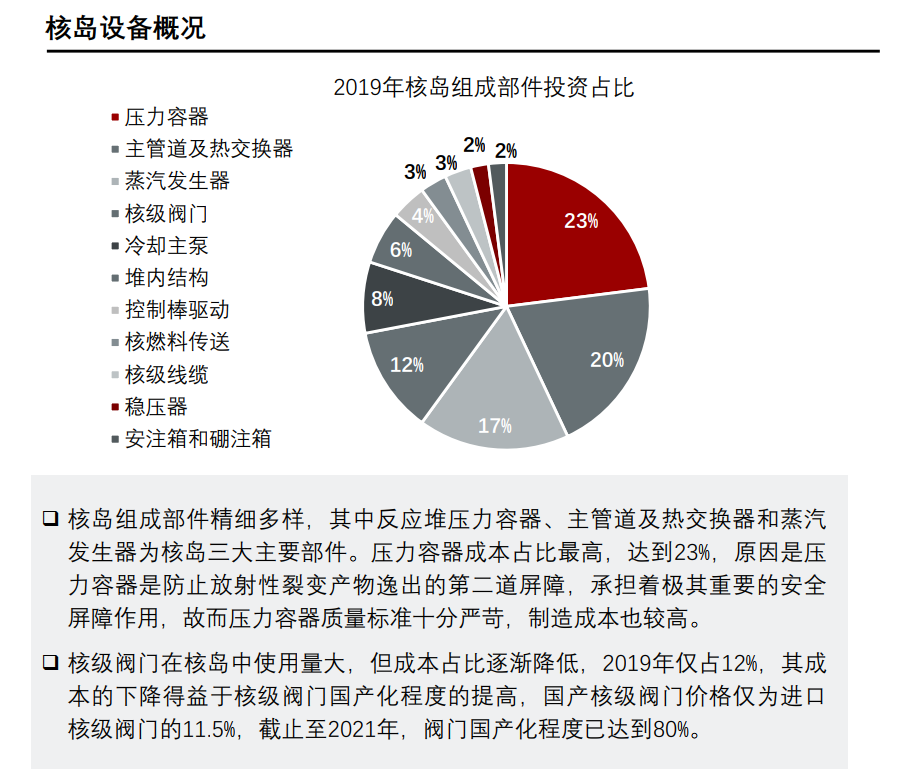 核岛设备概况
2019年核岛组成部件投资占比
压力容器
主管道及热交换器
蒸汽发生器
核级阀门
冷却主泵
堆内结构
控制棒驱动
核燃料传送
核级线缆
稳压器
安注箱和硼注箱
23%
20%
17%
12%
8%
6%
4%
3%
3%
2%
2%
核岛组成部件精细多样，其中反应堆压力容器、主管道及热交换器和蒸汽
发生器为核岛三大主要部件。压力容器成本占比最高，达到23%，原因是压
力容器是防止放射性裂变产物逸出的第二道屏障，承担着极其重要的安全
屏障作用，故而压力容器质量标准十分严苛，制造成本也较高。
核级阀门在核岛中使用量大，但成本占比逐渐降低，2019年仅占12%，其成
本的下降得益于核级阀门国产化程度的提高，国产核级阀门价格仅为进口
核级阀门的11.5%，截止至2021年，阀门国产化程度已达到80%。